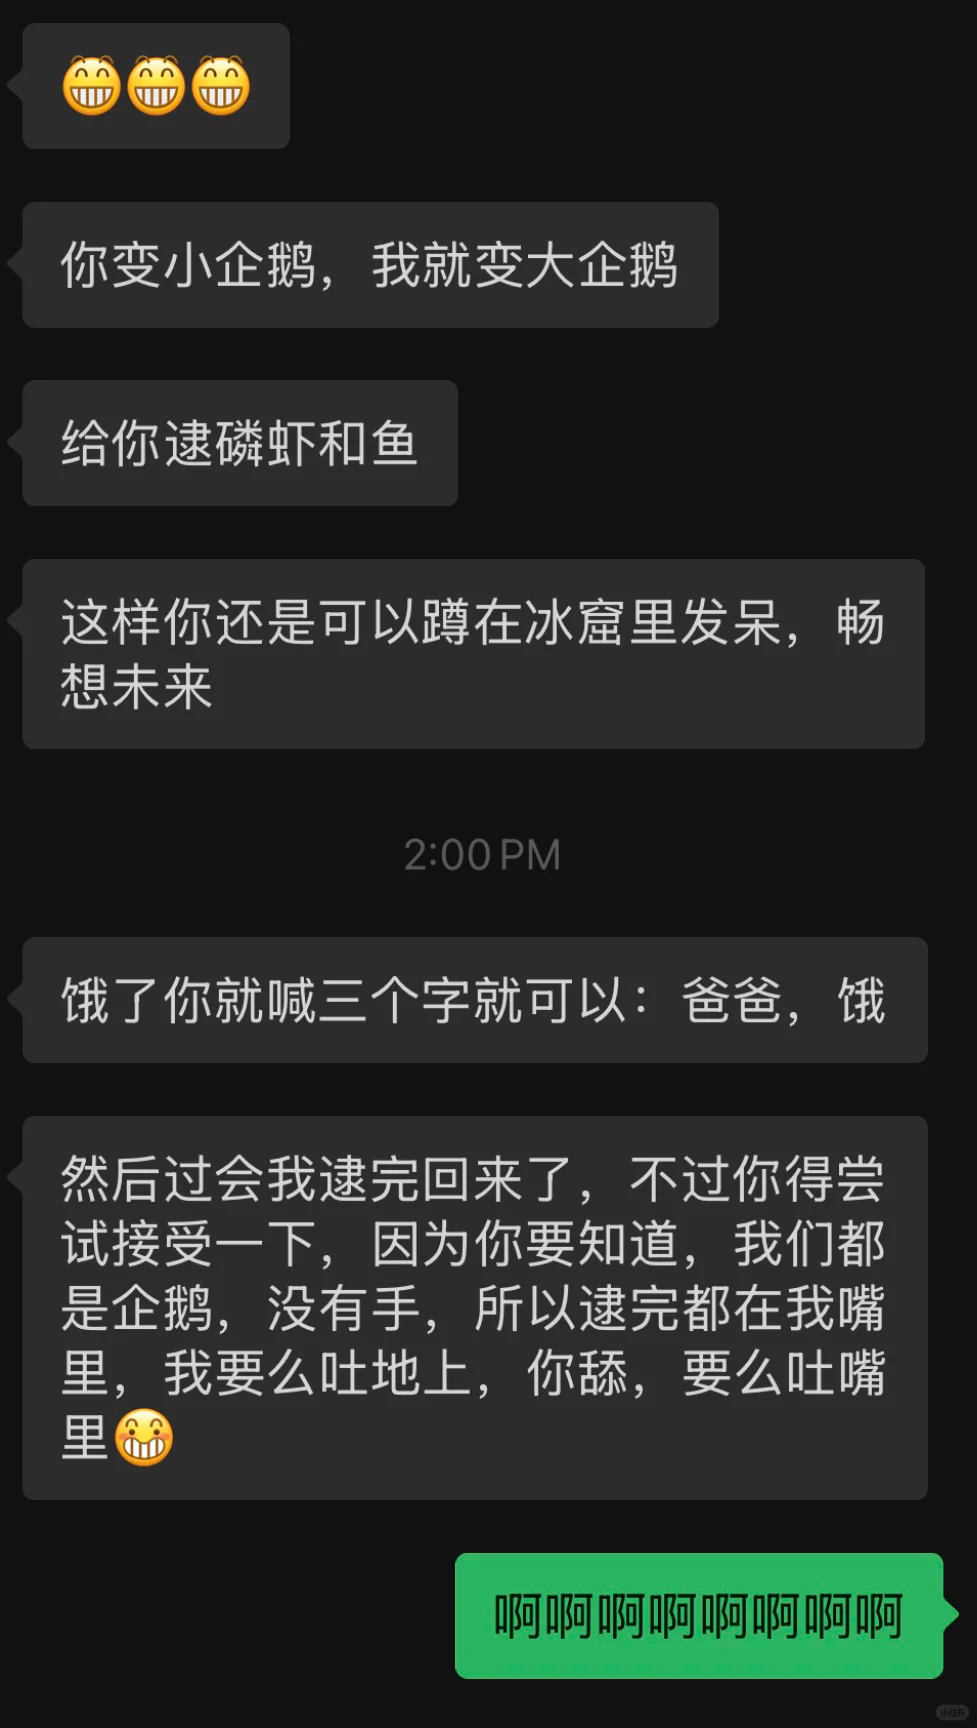 😁😁😁
你变小企鹅，我就变大企鹅
给你逮磷虾和鱼
这样你还是可以蹲在冰窟里发呆，畅
想未来
2:00 PM
饿了你就喊三个字就可以：爸爸，饿
然后过会我逮完回来了，不过你得尝
试接受一下，因为你要知道，我们都
是企鹅，没有手，所以逮完都在我嘴
里，我要么吐地上，你舔，要么吐嘴
里😁
啊啊啊啊啊啊啊啊